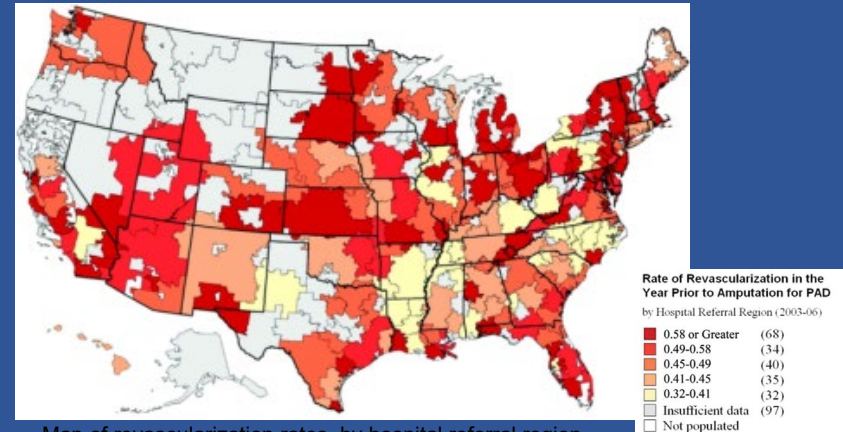 Rate of Revascularization in the
Year Prior to Amputation for PAD
by Hospital Referral Region (2003-06)
0.58 or Greater (68)
0.49-0.58 (34)
0.45-0.49 (40)
0.41-0.45 (35)
0.32-0.41 (32)
Insufficient data (97)
Not populated
Map of revascularization rates, by hospital referral region